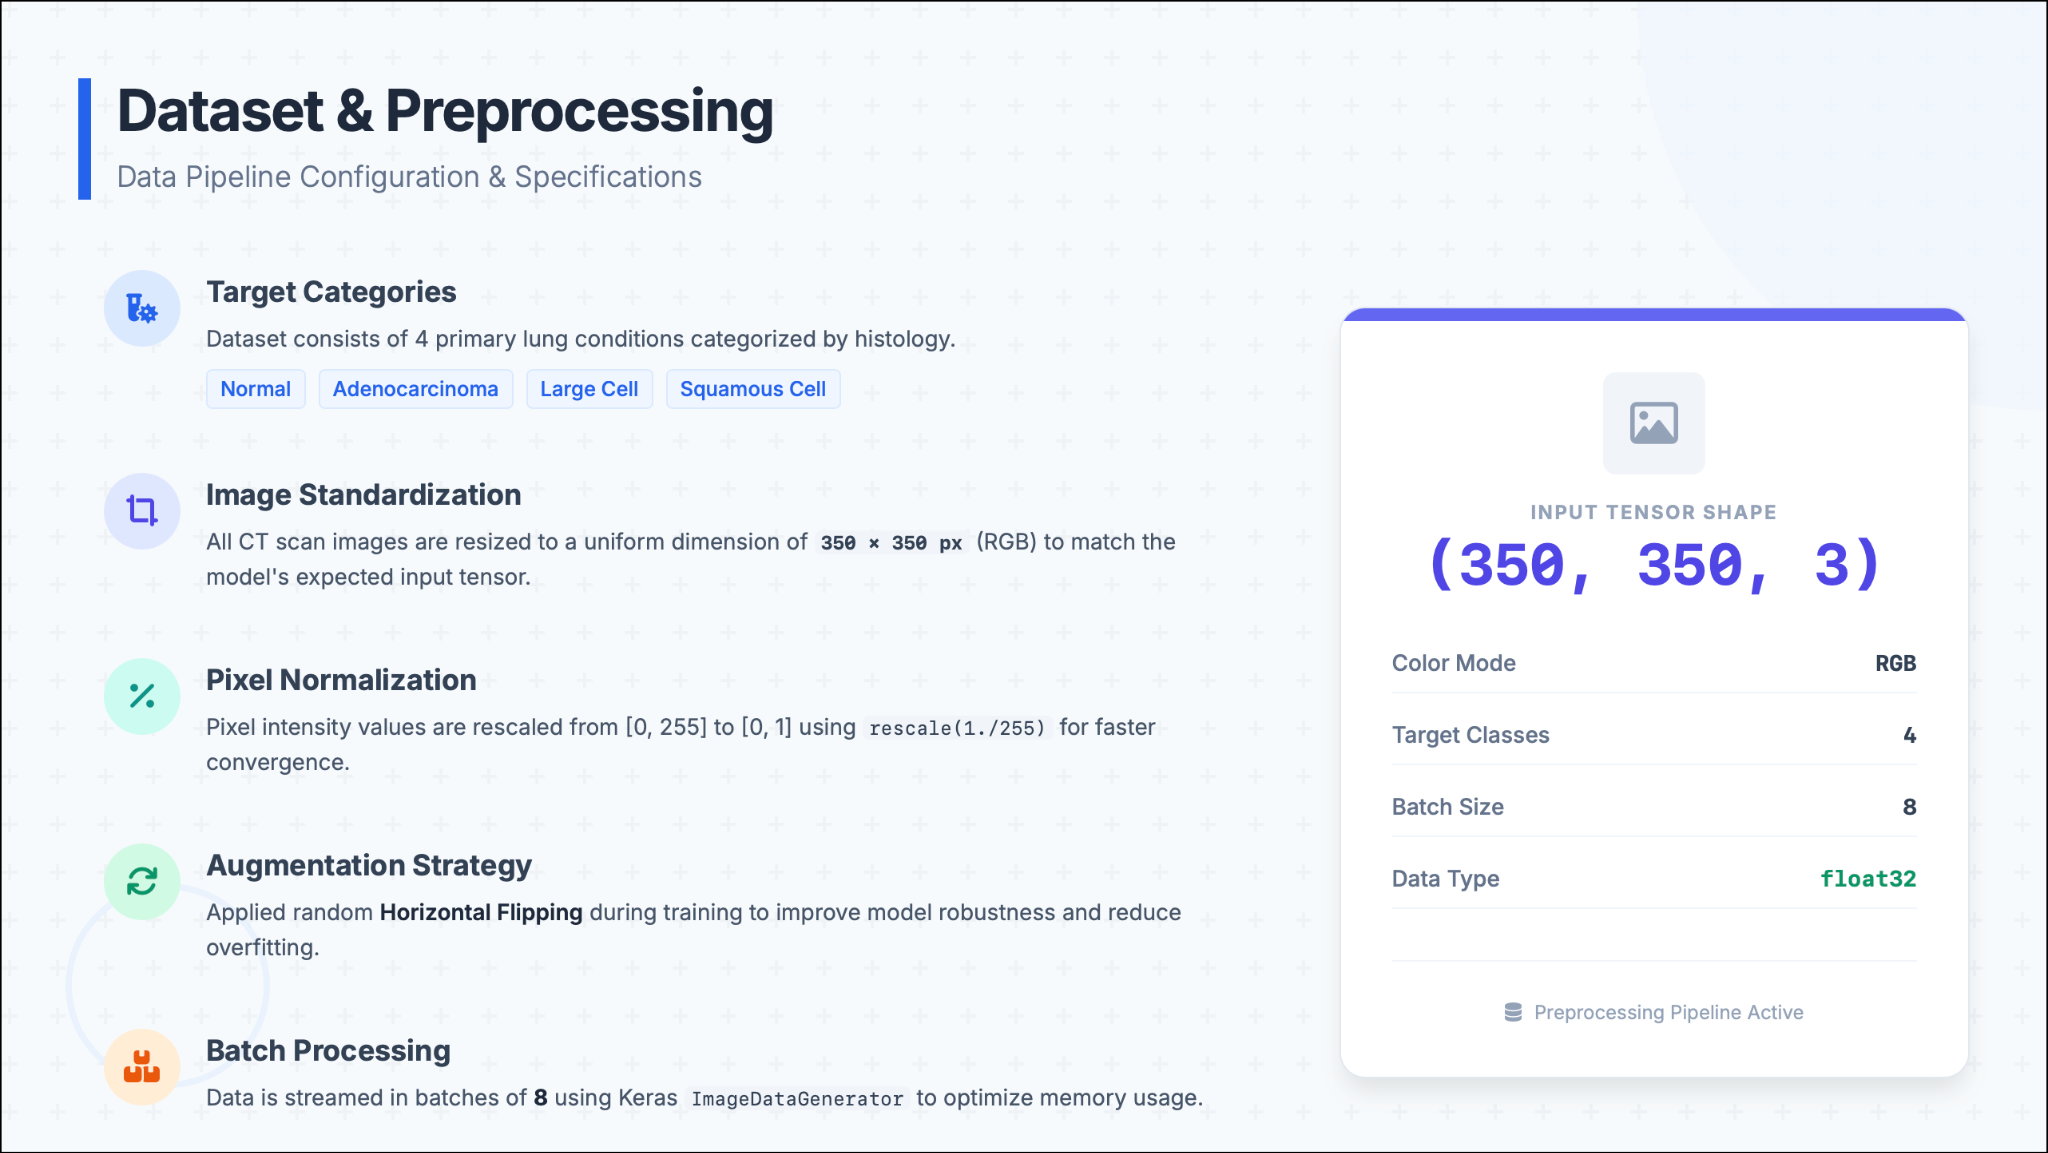 Dataset & Preprocessing
Data Pipeline Configuration & Specifications
Target Categories
Dataset consists of 4 primary lung conditions categorized by histology.
Normal Adenocarcinoma Large Cell Squamous Cell
Image Standardization
All CT scan images are resized to a uniform dimension of 350 × 350 px (RGB) to match the
model's expected input tensor.
Pixel Normalization
Pixel intensity values are rescaled from [0, 255] to [0, 1] using rescale(1./255) for faster
convergence.
Augmentation Strategy
Applied random Horizontal Flipping during training to improve model robustness and reduce
overfitting.
Batch Processing
Data is streamed in batches of 8 using Keras ImageDataGenerator to optimize memory usage.
INPUT TENSOR SHAPE
(350, 350, 3)
Color Mode RGB
Target Classes 4
Batch Size 8
Data Type float32
Preprocessing Pipeline Active